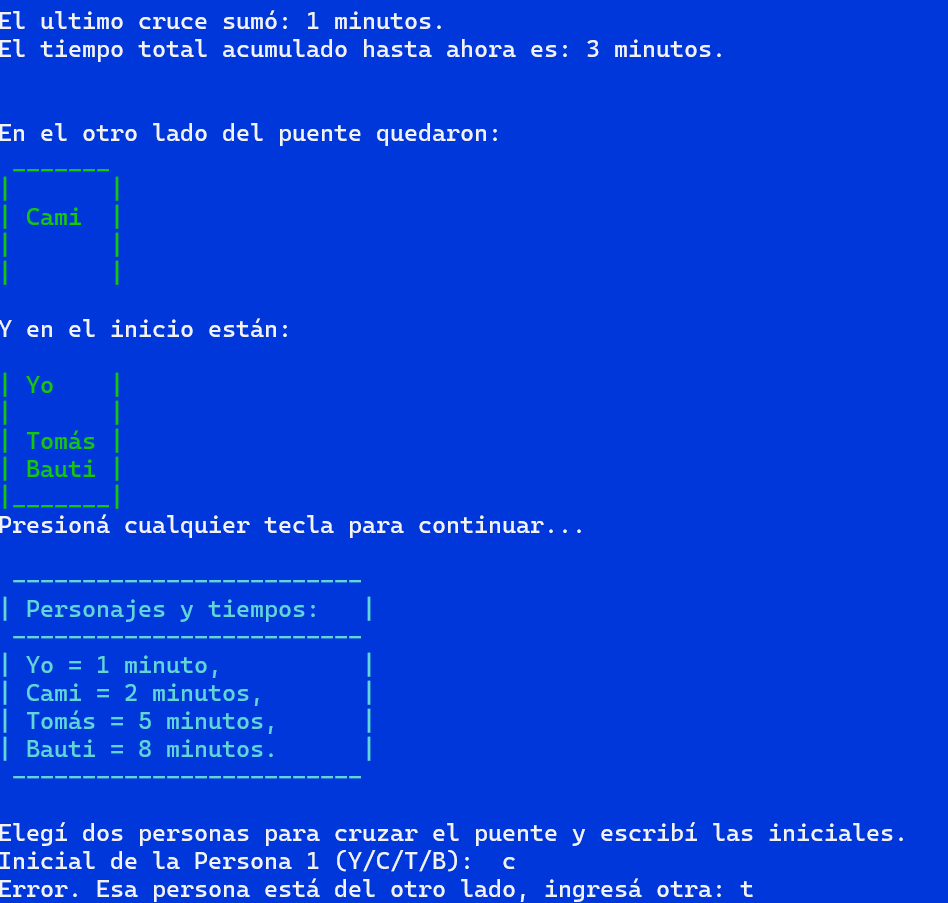 El ultimo cruce sumó: 1 minutos.
El tiempo total acumulado hasta ahora es: 3 minutos.
En el otro lado del puente quedaron:
 -------
|       |
| Cami  |
|       |
|       |
Y en el inicio están:
| Yo    |
|       |
| Tomás |
| Bauti |
|_______|
Presioná cualquier tecla para continuar...
 -------------------------
| Personajes y tiempos:   |
 -------------------------
| Yo = 1 minuto,          |
| Cami = 2 minutos,       |
| Tomás = 5 minutos,      |
| Bauti = 8 minutos.      |
 -------------------------
Elegí dos personas para cruzar el puente y escribí las iniciales.
Inicial de la Persona 1 (Y/C/T/B):  c
Error. Esa persona está del otro lado, ingresá otra: t